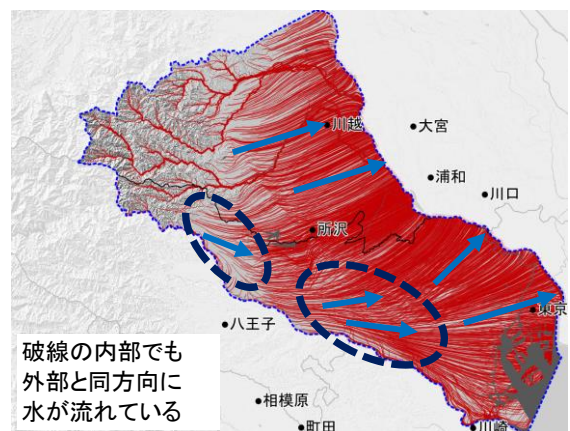 川越
大宮
浦和
川口
所沢
東京
八王子
破線の内部でも
外部と同方向に
水が流れている
相模原
町田
川崎